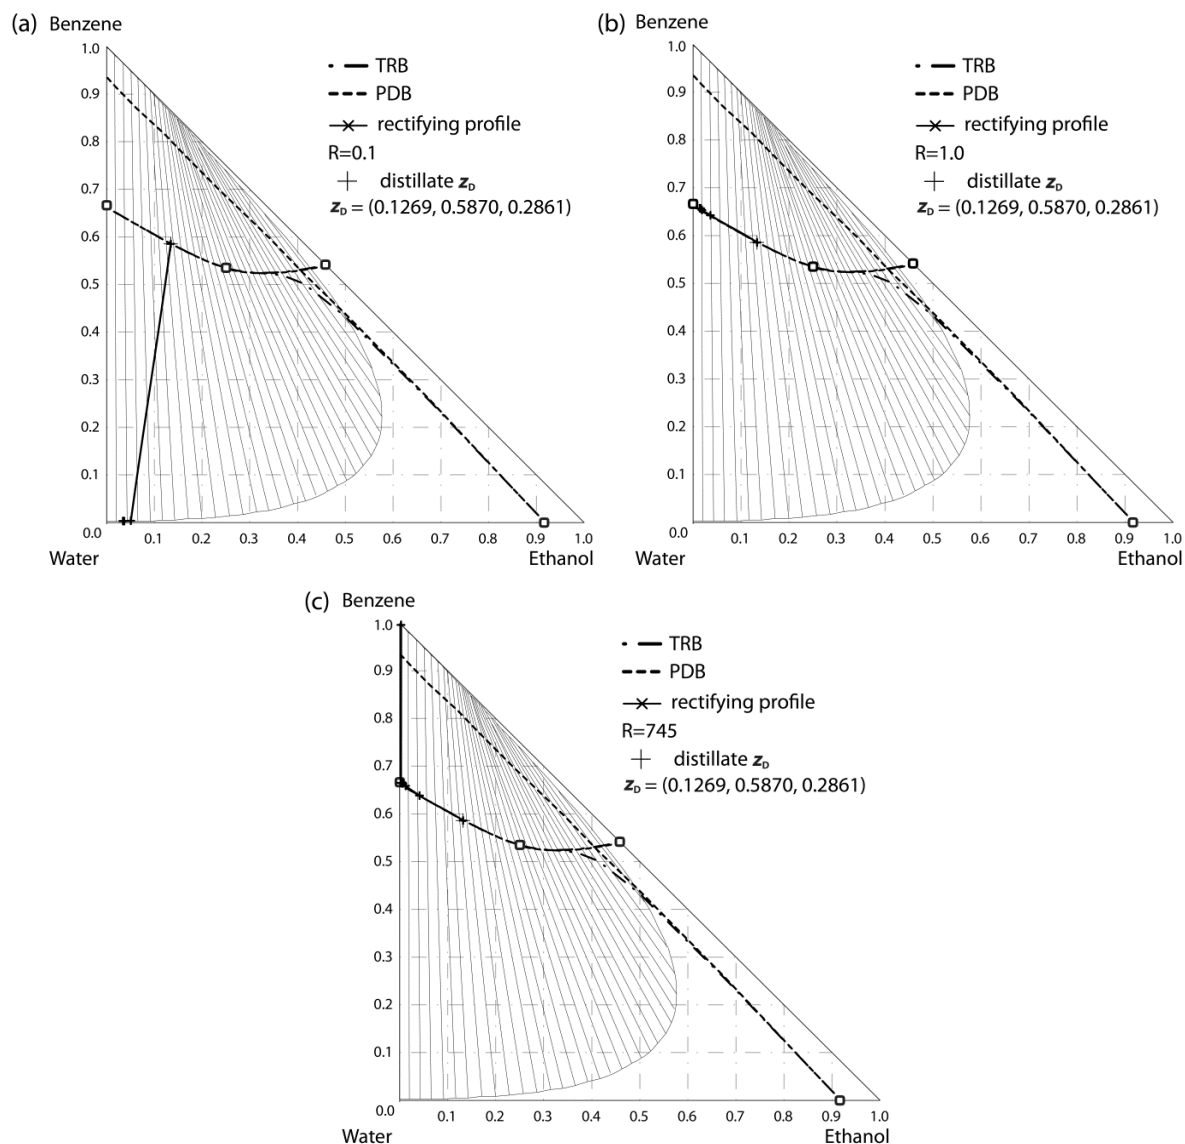 (a) Benzene
1.0
0.9
0.8
0.7
0.6
0.5
0.4
0.3
0.2
0.1
0.0
0.1 0.2 0.3 0.4 0.5 0.6 0.7 0.8 0.9 1.0
Water Ethanol
TRB
PDB
rectifying profile
R=0.1
distillate zD
zD = (0.1269, 0.5870, 0.2861)
(b) Benzene
1.0
0.9
0.8
0.7
0.6
0.5
0.4
0.3
0.2
0.1
0.0
0.1 0.2 0.3 0.4 0.5 0.6 0.7 0.8 0.9 1.0
Water Ethanol
TRB
PDB
rectifying profile
R=1.0
distillate zD
zD = (0.1269, 0.5870, 0.2861)
(c) Benzene
1.0
0.9
0.8
0.7
0.6
0.5
0.4
0.3
0.2
0.1
0.0
0.1 0.2 0.3 0.4 0.5 0.6 0.7 0.8 0.9 1.0
Water Ethanol
TRB
PDB
rectifying profile
R=745
distillate zD
zD = (0.1269, 0.5870, 0.2861)